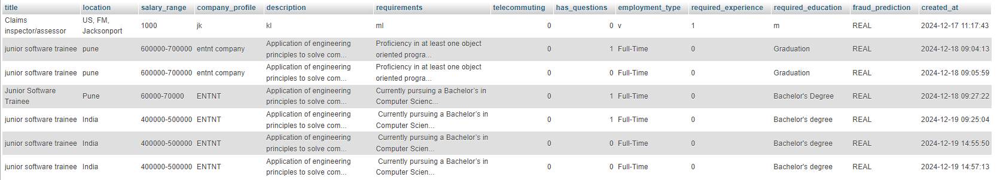 title location salary_range company_profile description requirements telecommuting has_questions employment_type required_experience required_education fraud_prediction created_at
Claims inspector/assessor US, FM, Jacksonport 1000 jk kl ml 0 0 v 1 m REAL 2024-12-17 11:17:43
junior software trainee pune 600000-700000 entnt company Application of engineering principles to solve com... Proficiency in at least one object oriented progra... 0 1 Full-Time 0 Graduation REAL 2024-12-18 09:04:13
junior software trainee pune 600000-700000 entnt company Application of engineering principles to solve com... Proficiency in at least one object oriented progra... 0 0 Full-Time 0 Graduation REAL 2024-12-18 09:05:59
Junior Software Trainee Pune 60000-70000 ENTNT Application of engineering principles to solve com... Currently pursuing a Bachelor’s in Computer Scienc... 0 1 Full-Time 0 Bachelor's Degree REAL 2024-12-18 09:27:22
junior software trainee India 400000-500000 ENTNT Application of engineering principles to solve com... Currently pursuing a Bachelor’s in Computer Scien... 0 1 Full-Time 0 Bachelor's degree REAL 2024-12-19 09:25:04
junior software trainee India 400000-500000 ENTNT Application of engineering principles to solve com... Currently pursuing a Bachelor’s in Computer Scien... 0 0 Full-Time 0 Bachelor's degree REAL 2024-12-19 14:55:50
junior software trainee India 400000-500000 ENTNT Application of engineering principles to solve com... Currently pursuing a Bachelor’s in Computer Scien... 0 0 Full-Time 0 Bachelor's degree REAL 2024-12-19 14:57:13